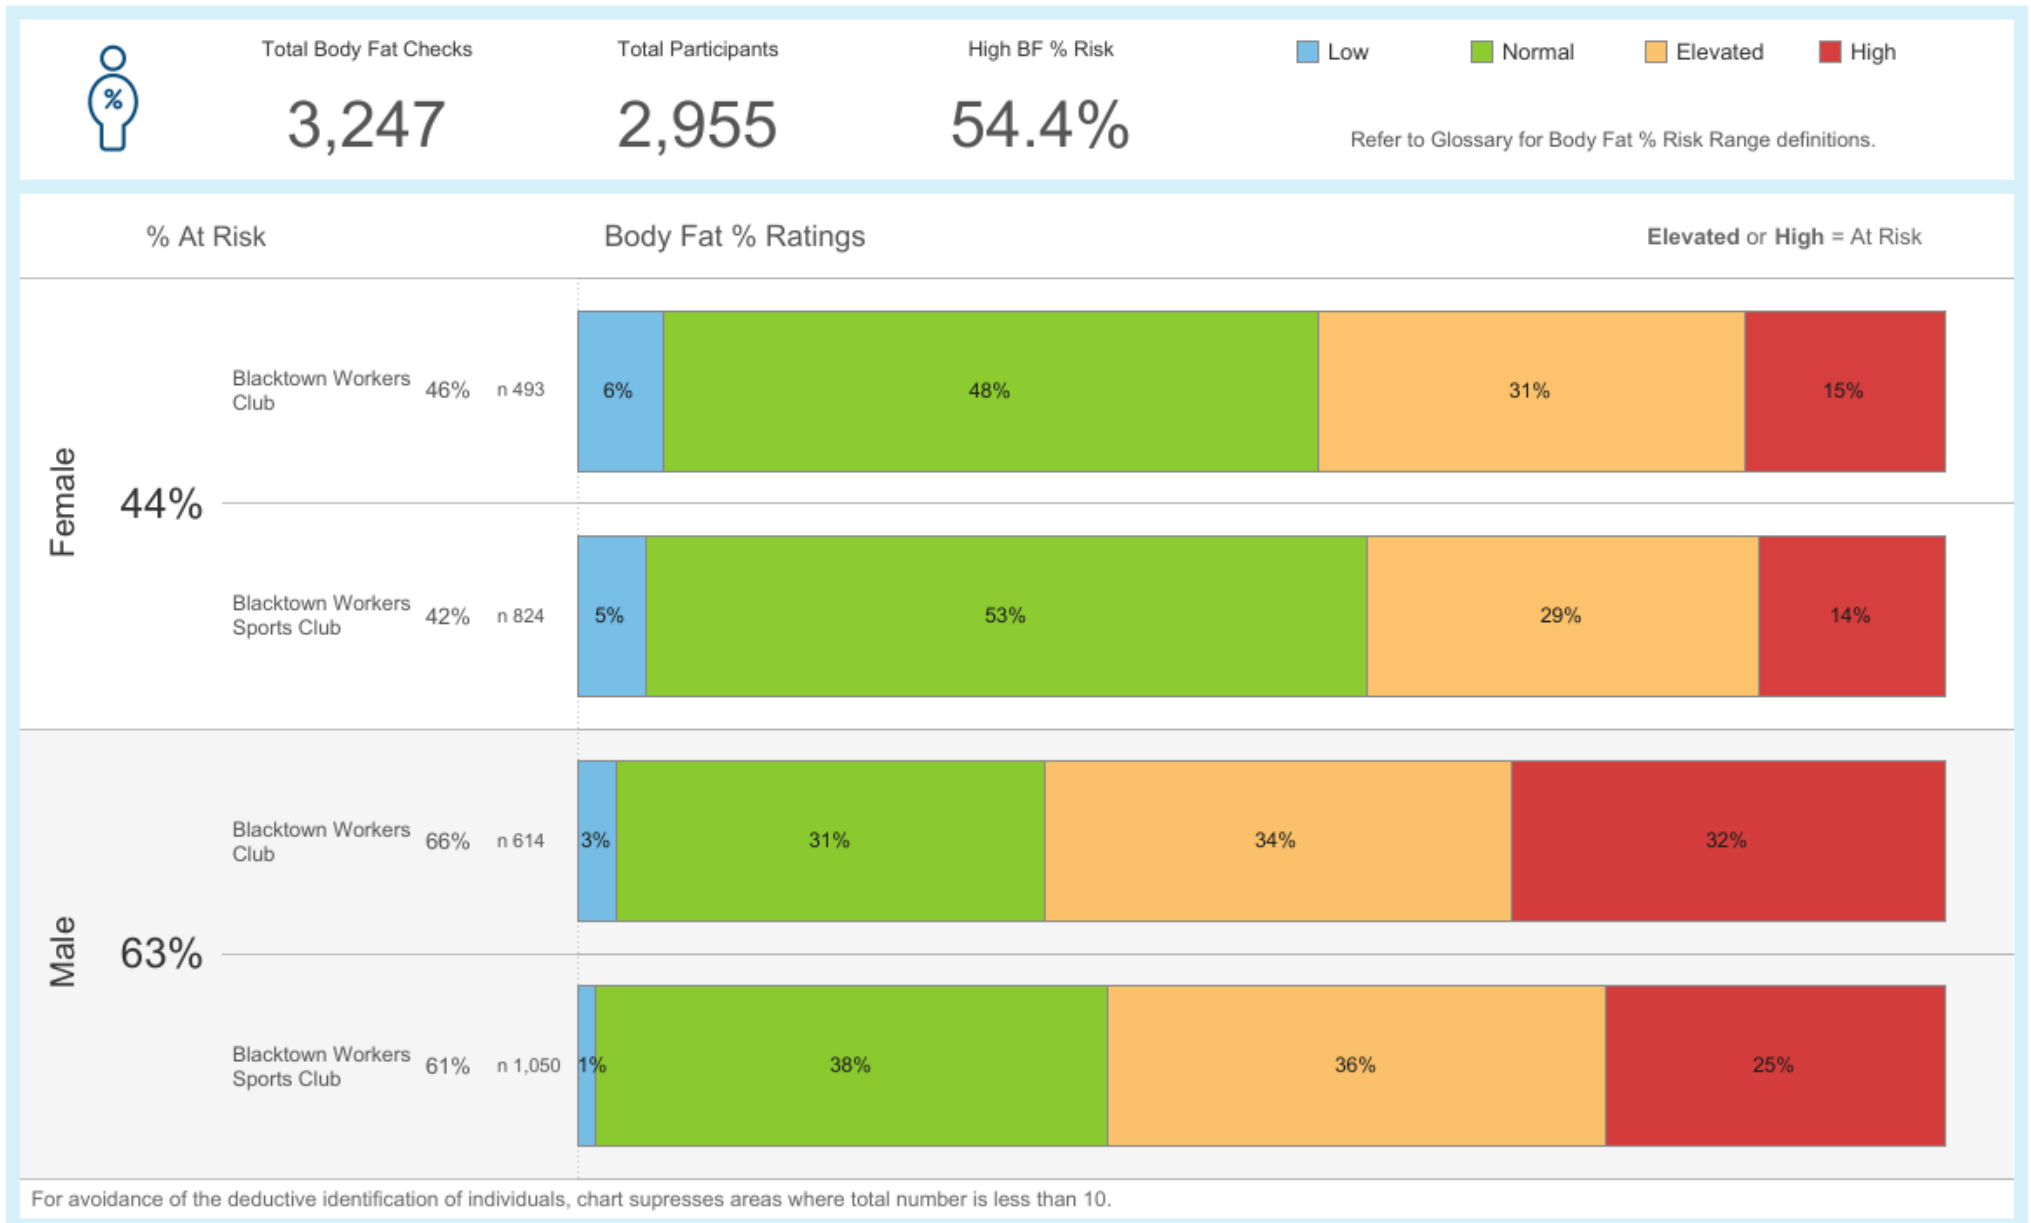 Total Body Fat Checks
3,247
Total Participants
2,955
High BF % Risk
54.4%
Low
Normal
Elevated
High
Refer to Glossary for Body Fat % Risk Range definitions.
%
% At Risk
Body Fat % Ratings
Elevated or High = At Risk
Female
44%
Blacktown Workers
Club
46%
n 493
6%
48%
31%
15%
Blacktown Workers
Sports Club
42%
n 824
5%
53%
29%
14%
Male
63%
Blacktown Workers
Club
66%
n 614
3%
31%
34%
32%
Blacktown Workers
Sports Club
61%
n 1,050
1%
38%
36%
25%
For avoidance of the deductive identification of individuals, chart supresses areas where total number is less than 10.